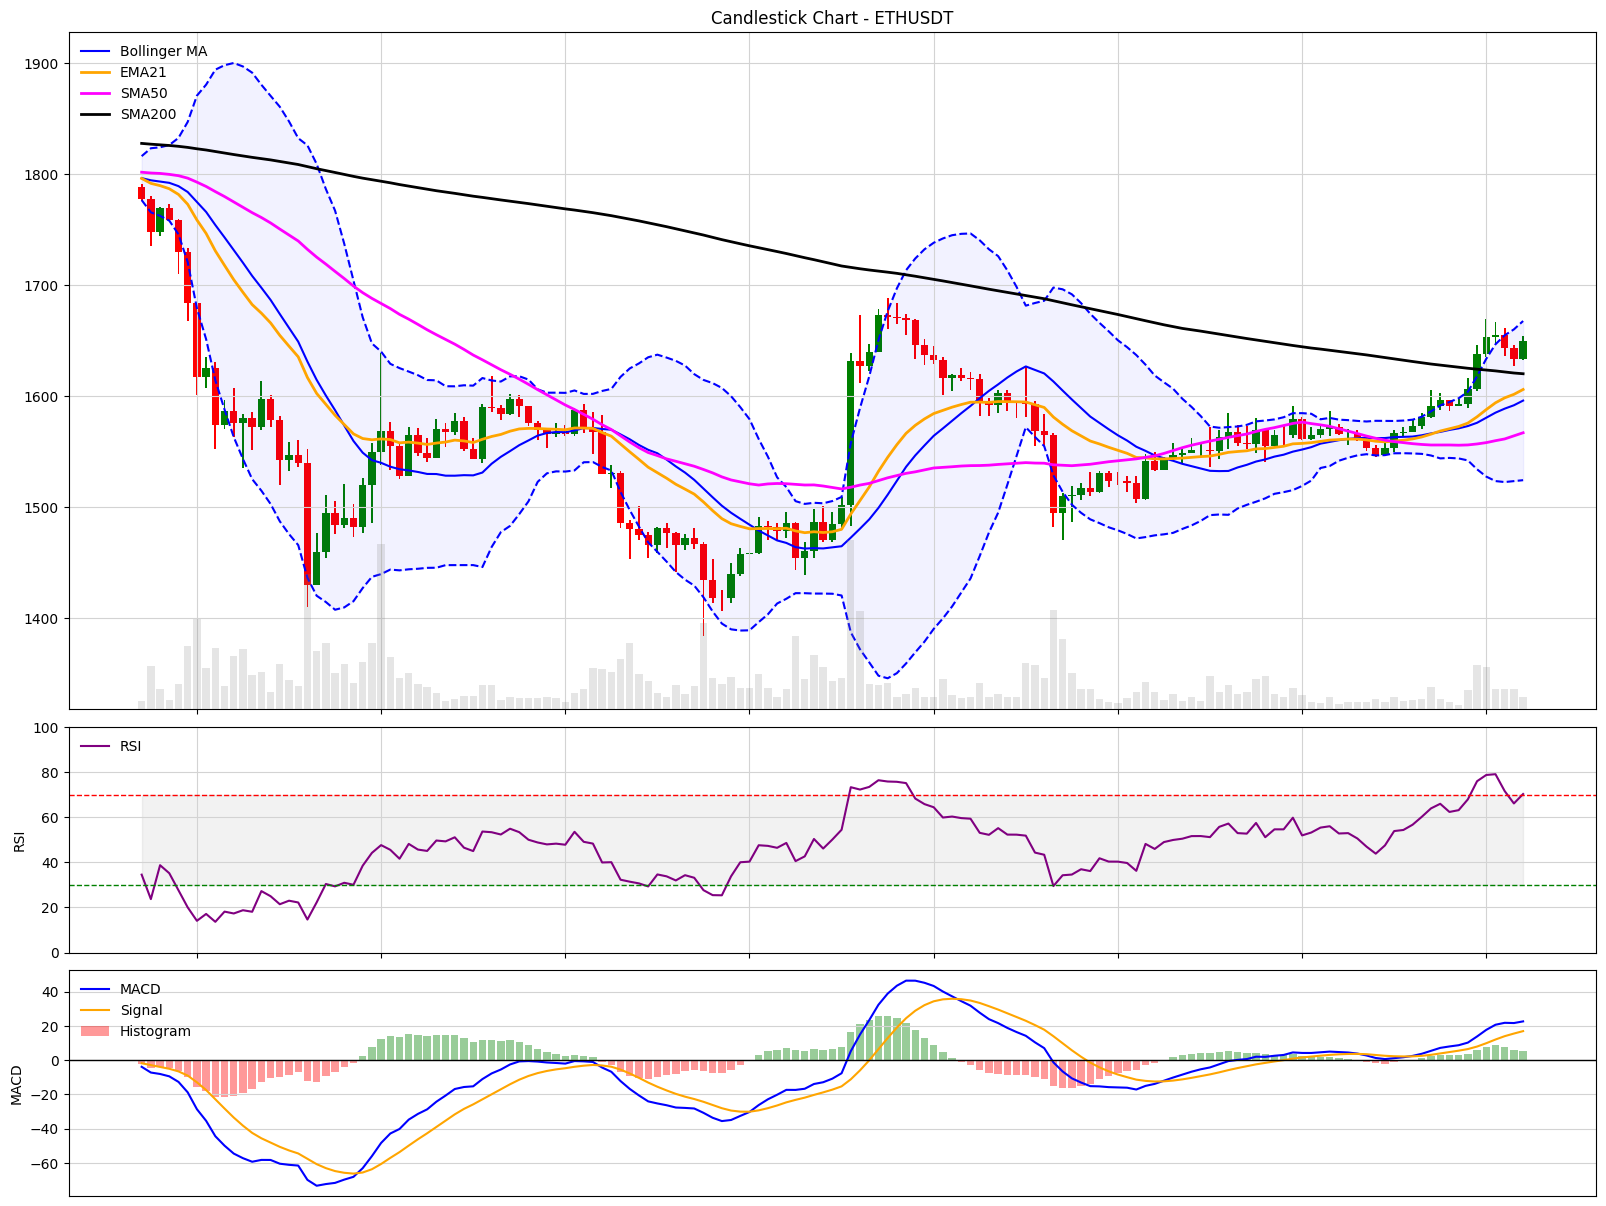 Candlestick Chart - ETHUSDT
Bollinger MA
EMA21
SMA50
SMA200
1900
1800
1700
1600
1500
1400
RSI
100
80
60
40
20
0
RSI
MACD
Signal
Histogram
40
20
0
−20
−40
−60
MACD